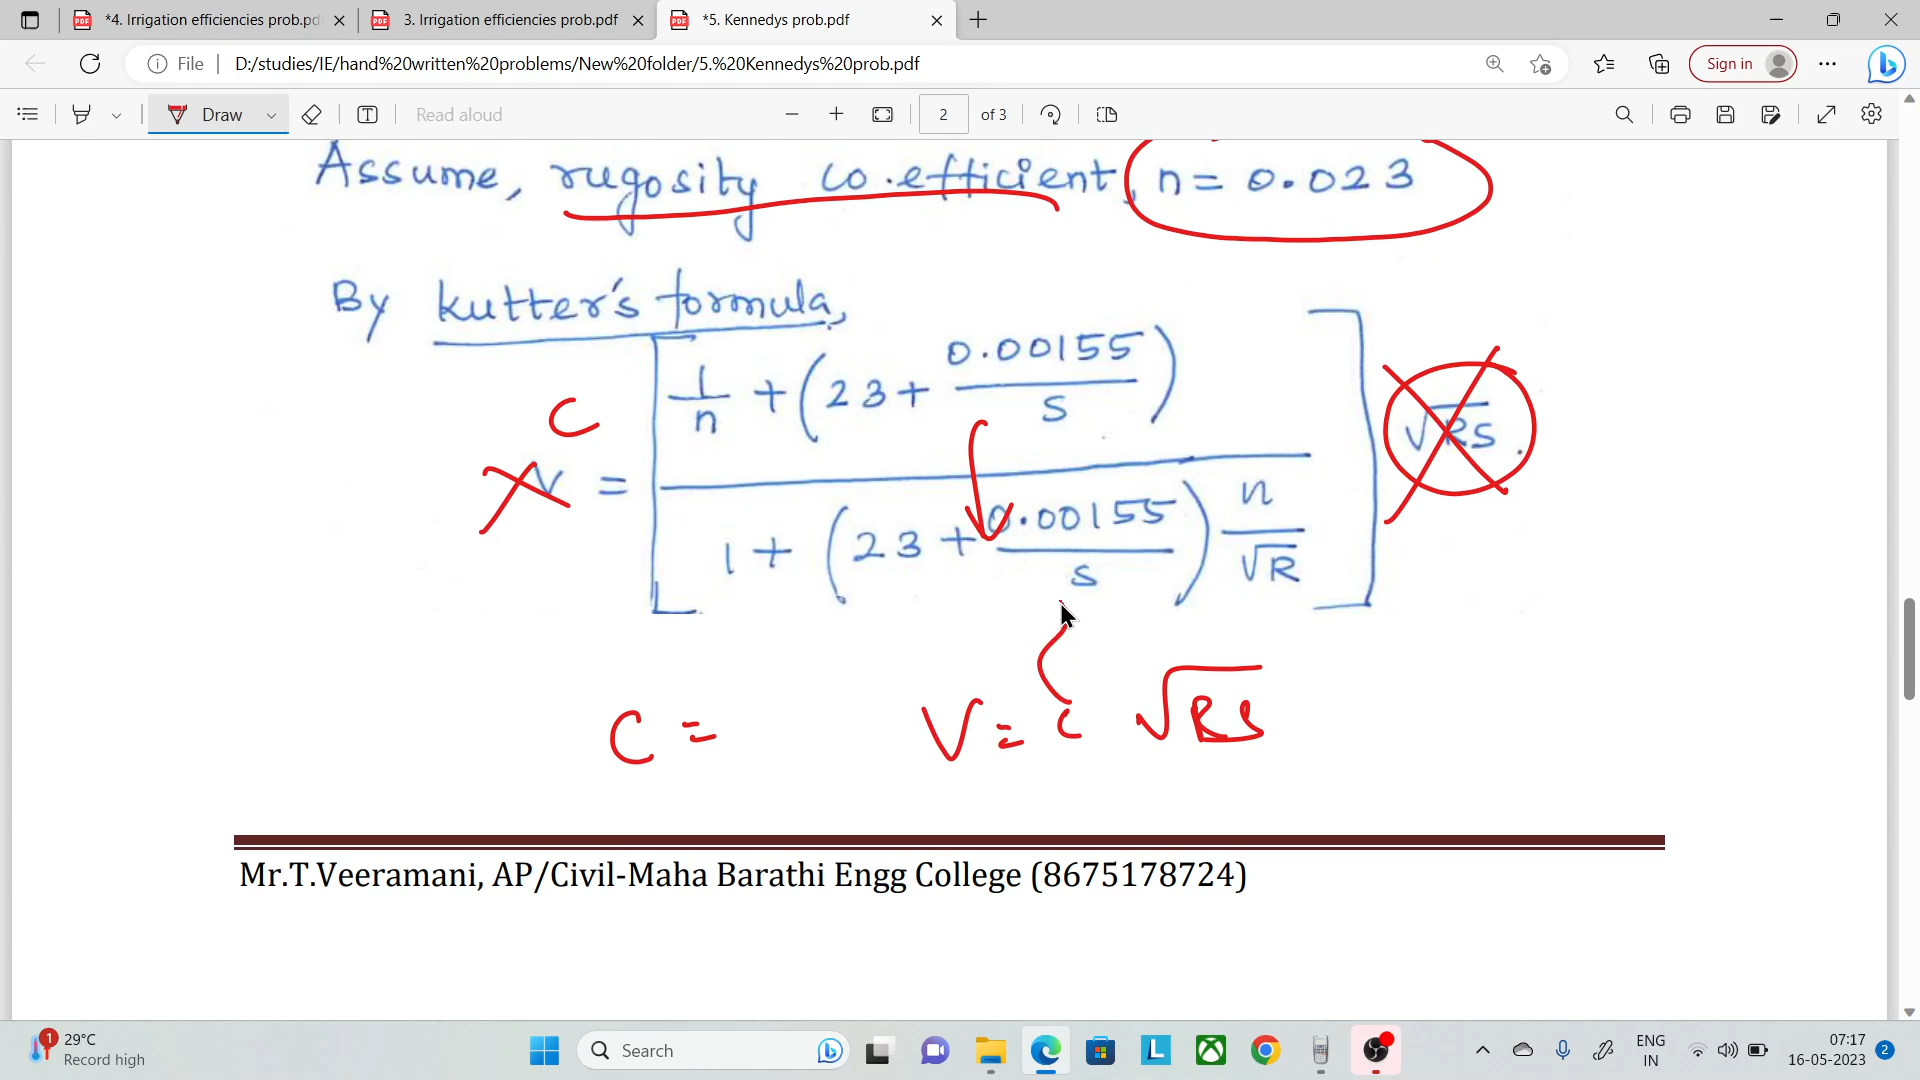 *4. Irrigation efficiencies prob.pd
3. Irrigation efficiencies prob.pdf
*5. Kennedys prob.pdf
File
D:/studies/IE/hand%20written%20problems/New%20folder/5.%20Kennedys%20prob.pdf
Sign in
Draw
Read aloud
2 of 3
Assume, rugosity co.efficient, n = 0.023
By kutter's formula,
C
V = [ 1/n + (23 + 0.00155/S) / 1 + (23 + 0.00155/S) n/√R ] √RS.
C =
V = C √RS
Mr.T.Veeramani, AP/Civil-Maha Barathi Engg College (8675178724)
1
29°C
Record high
Search
ENG
IN
07:17
16-05-2023
2